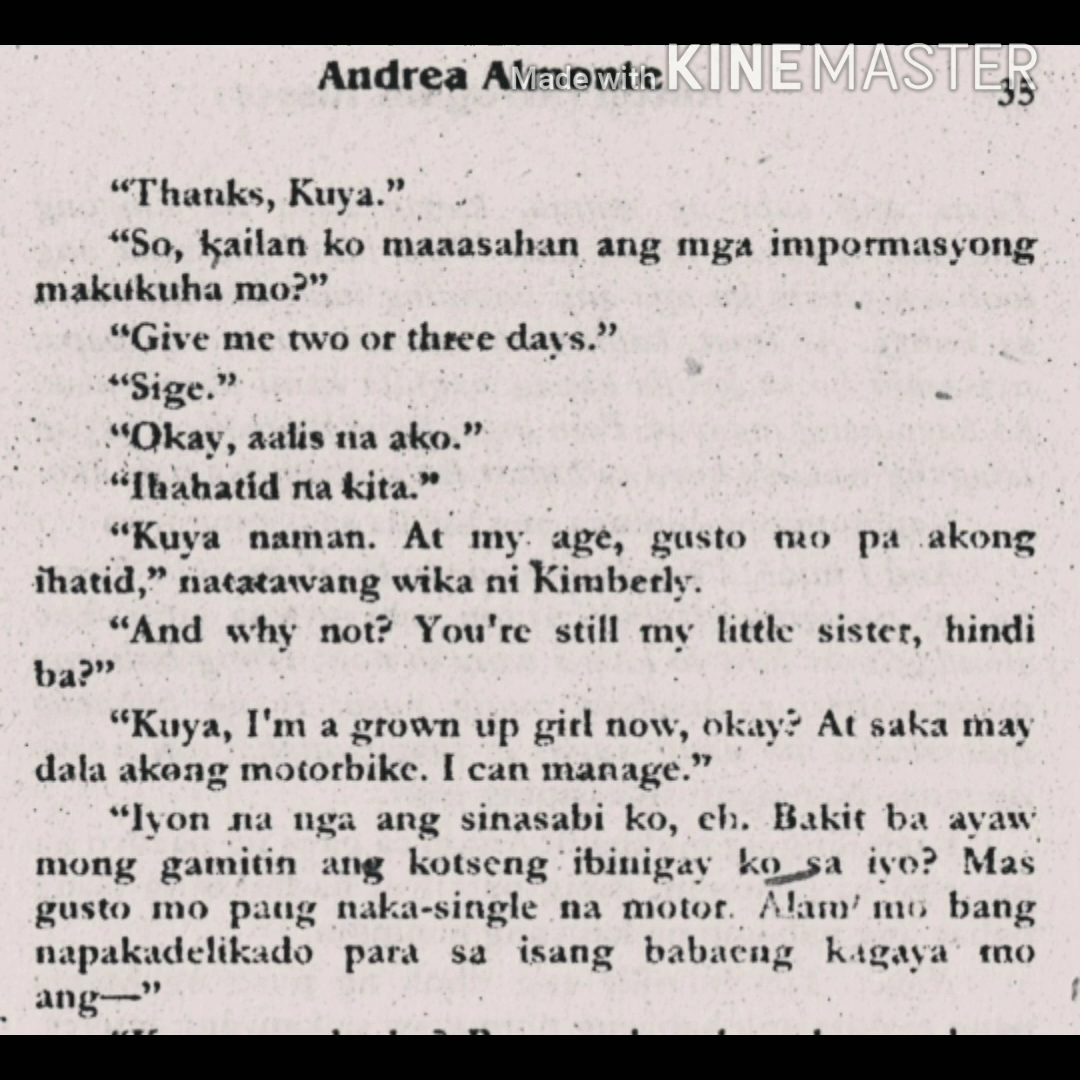 Andrea Almonte
Made with KINEMASTER
35
“Thanks, Kuya.”
“So, kailan ko maaasahan ang mga impormasyong
makukuha mo?”
“Give me two or three days.”
“Sige.”
“Okay, aalis na ako.”
“Ihahatid na kita.”
“Kuya naman. At my age, gusto mo pa akong
ihatid,” natatawang wika ni Kimberly.
“And why not? You're still my little sister, hindi
ba?”
“Kuya, I'm a grown up girl now, okay? At saka may
dala akong motorbike. I can manage.”
“Iyon na nga ang sinasabi ko, eh. Bakit ba ayaw
mong gamitin ang kotseng ibinigay ko sa iyo? Mas
gusto mo pang naka-single na motor. Alam mo bang
napakadelikado para sa isang babaeng kagaya mo
ang—”